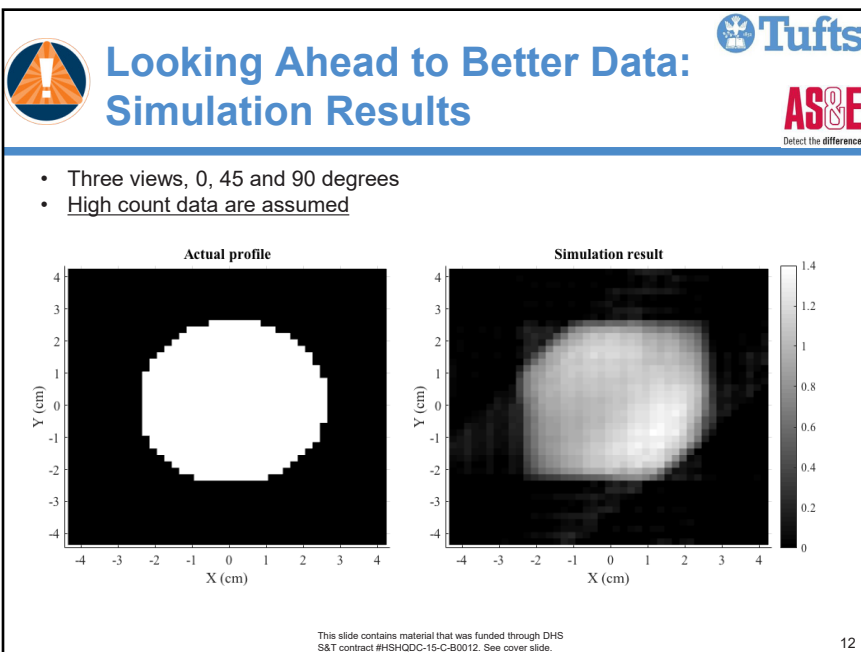 Looking Ahead to Better Data:
Simulation Results
Tufts
AS&E
Detect the difference
• Three views, 0, 45 and 90 degrees
• High count data are assumed
Actual profile
4
3
2
1
0
-1
-2
-3
-4
Y (cm)
-4 -3 -2 -1 0 1 2 3 4
X (cm)
Simulation result
4
3
2
1
0
-1
-2
-3
-4
Y (cm)
-4 -3 -2 -1 0 1 2 3 4
X (cm)
1.4
1.2
1
0.8
0.6
0.4
0.2
0
This slide contains material that was funded through DHS
S&T contract #HSHQDC-15-C-B0012. See cover slide.
12